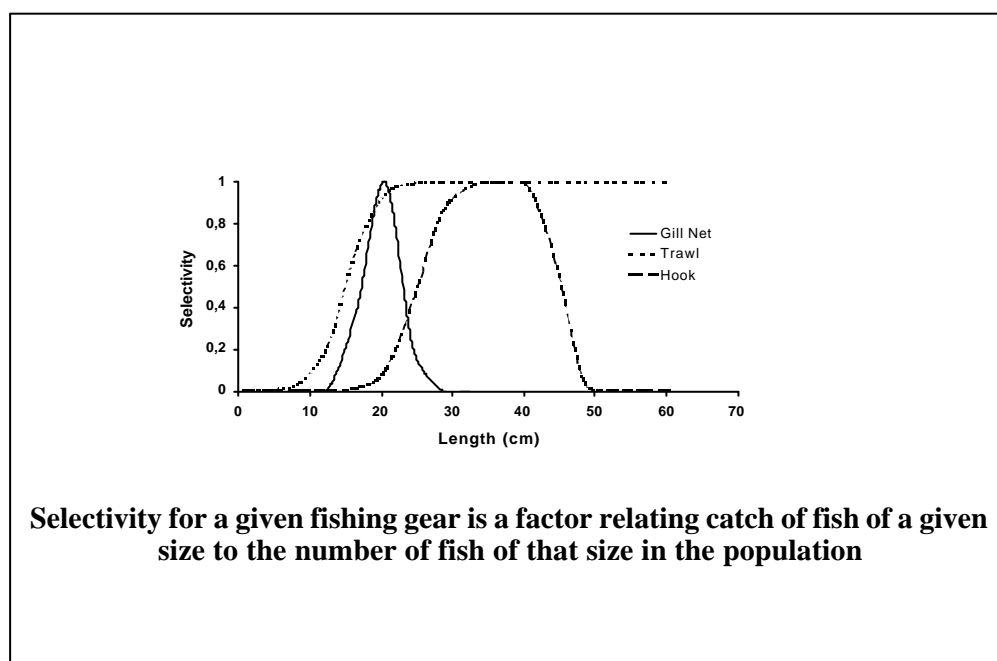 1
0,8
0,6
0,4
0,2
0
Selectivity
0 10 20 30 40 50 60 70
Length (cm)
Gill Net
Trawl
Hook
Selectivity for a given fishing gear is a factor relating catch of fish of a given
size to the number of fish of that size in the population